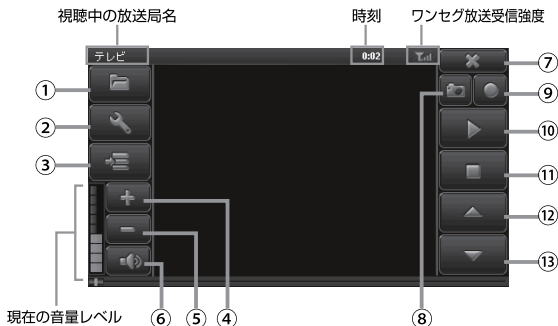 視聴中の放送局名
時刻
ワンセグ放送受信強度
テレビ
0:02
①
②
③
④
⑤
⑥
⑦
⑧
⑨
⑩
⑪
⑫
⑬
現在の音量レベル